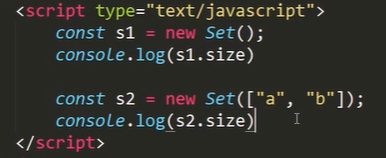 <script type="text/javascript">
const s1 = new Set();
console.log(s1.size)
const s2 = new Set(["a", "b"]);
console.log(s2.size)
</script>